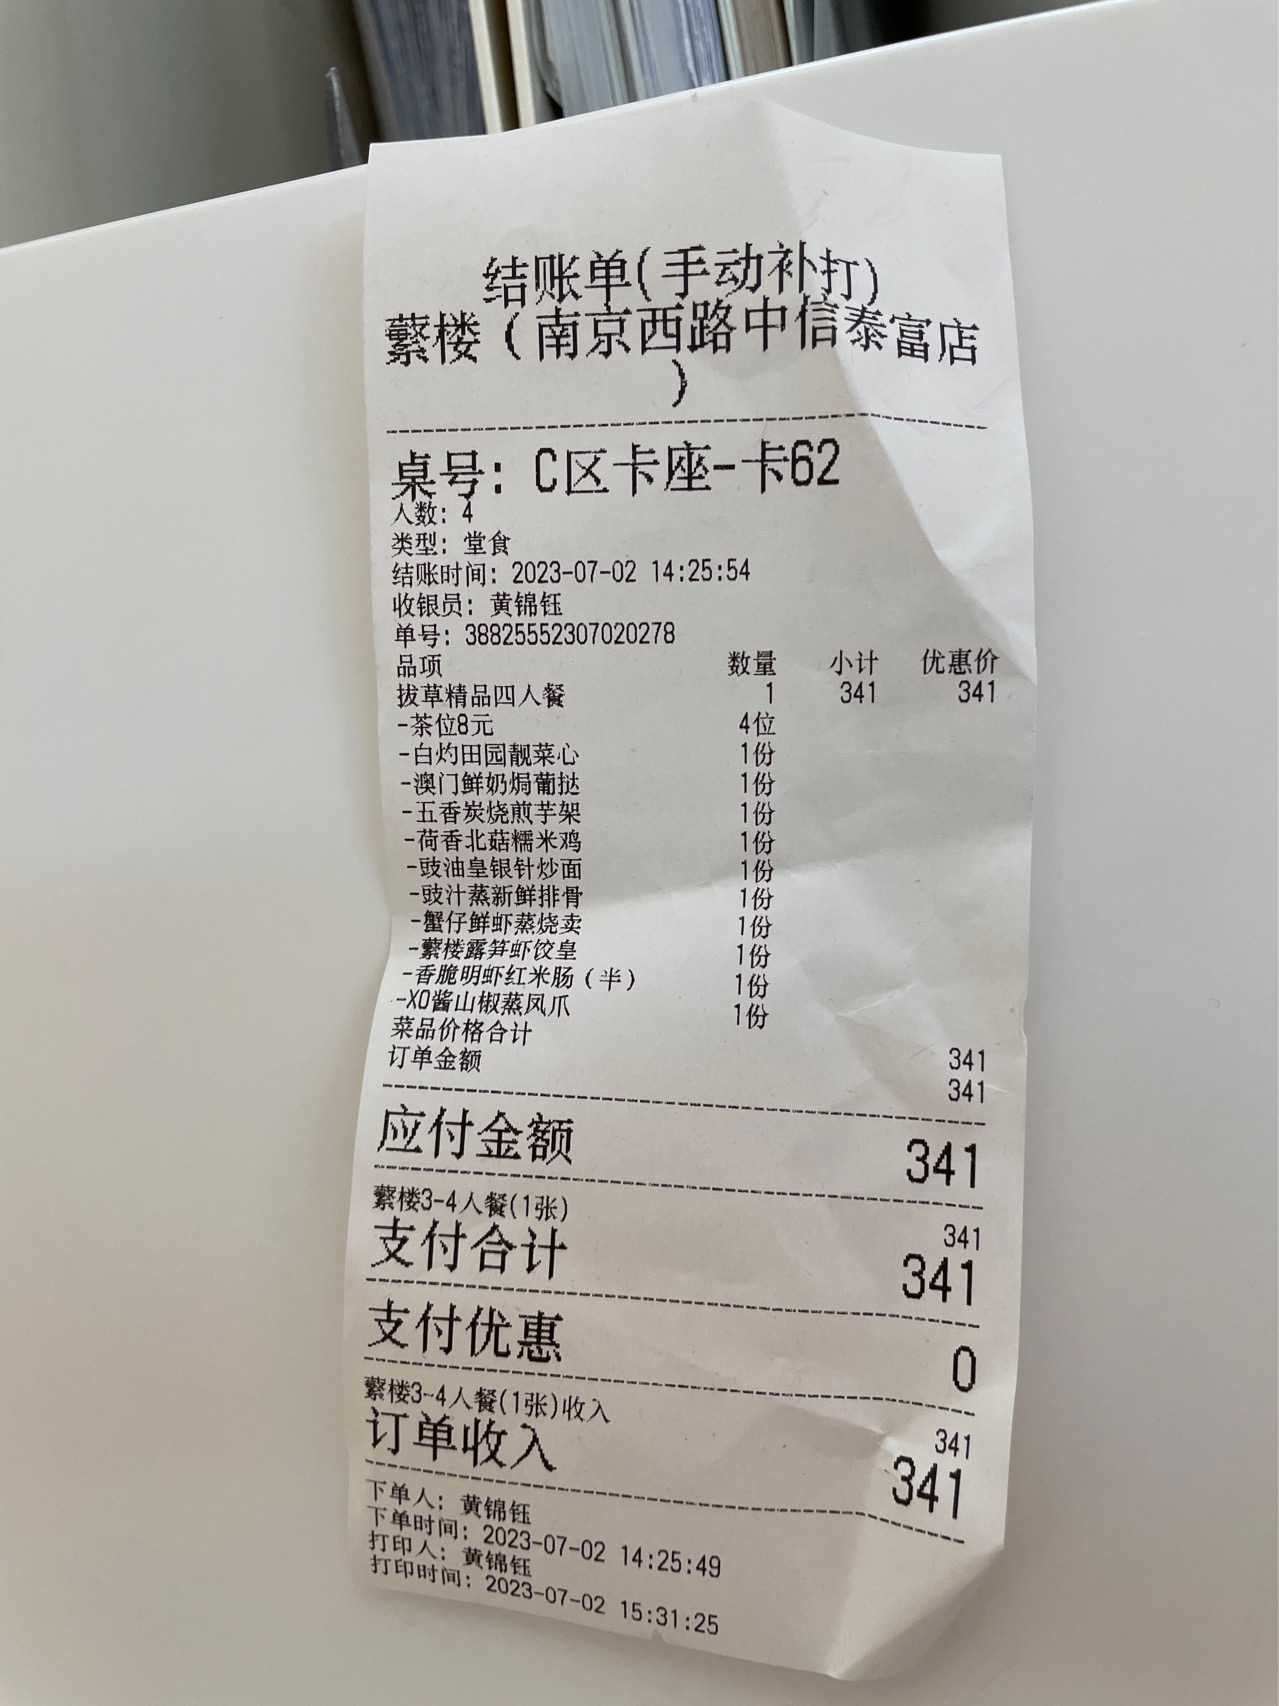 结账单(手动补打)
蘩楼（南京西路中信泰富店
）
桌号: C区卡座-卡62
人数: 4
类型: 堂食
结账时间: 2023-07-02 14:25:54
收银员: 黄锦钰
单号: 38825552307020278
品项 数量 小计 优惠价
拔草精品四人餐 1 341 341
-茶位8元 4位
-白灼田园靓菜心 1份
-澳门鲜奶焗葡挞 1份
-五香炭烧煎芋架 1份
-荷香北菇糯米鸡 1份
-豉油皇银针炒面 1份
-豉汁蒸新鲜排骨 1份
-蟹仔鲜虾蒸烧卖 1份
-蘩楼露笋虾饺皇 1份
-香脆明虾红米肠（半） 1份
-XO酱山椒蒸凤爪 1份
菜品价格合计 341
订单金额 341
应付金额 341
蘩楼3-4人餐(1张) 341
支付合计 341
支付优惠 0
蘩楼3-4人餐(1张)收入 341
订单收入 341
下单人: 黄锦钰
下单时间: 2023-07-02 14:25:49
打印人: 黄锦钰
打印时间: 2023-07-02 15:31:25